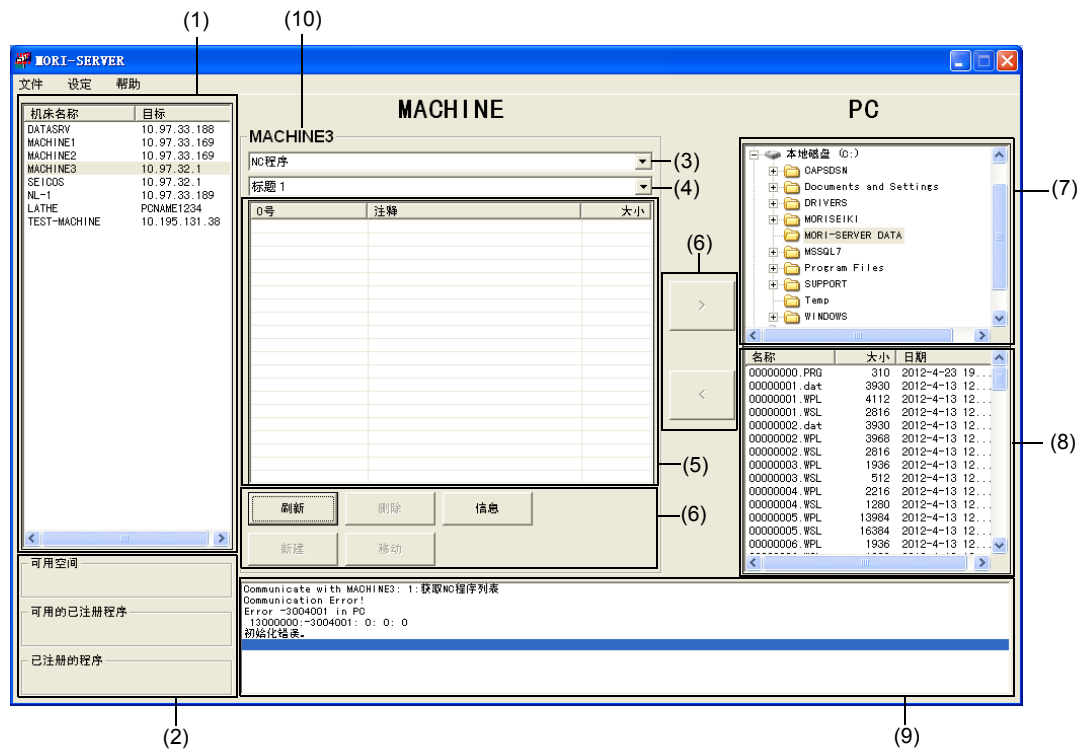 (1)
(10)
MORI-SERVER
文件 设定 帮助
MACHINE
PC
机床名称 目标
DATASRV 10.97.33.188
MACHINE1 10.97.33.169
MACHINE2 10.97.33.169
MACHINE3 10.97.32.1
SEICOS 10.97.32.1
NL-1 10.97.33.189
LATHE PCNAME1234
TEST-MACHINE 10.195.131.38
MACHINE3
NC程序
(3)
标题 1
(4)
O号 注释 大小
(5)
(6)
>
<
本地磁盘 (C:)
CAPSDSN
Documents and Settings
DRIVERS
MORISEIKI
MORI-SERVER DATA
MSSQL7
Program Files
SUPPORT
Temp
WINDOWS
(7)
名称 大小 日期
00000000.PRG 310 2012-4-23 19...
00000001.dat 3930 2012-4-13 12...
00000001.WPL 4112 2012-4-13 12...
00000001.WSL 2816 2012-4-13 12...
00000002.dat 3930 2012-4-13 12...
00000002.WPL 3968 2012-4-13 12...
00000002.WSL 2816 2012-4-13 12...
00000003.WPL 1936 2012-4-13 12...
00000003.WSL 512 2012-4-13 12...
00000004.WPL 2216 2012-4-13 12...
00000004.WSL 1280 2012-4-13 12...
00000005.WPL 13984 2012-4-13 12...
00000005.WSL 16384 2012-4-13 12...
00000006.WPL 1936 2012-4-13 12...
(8)
刷新 删除 信息
新建 移动
(6)
可用空间
可用的已注册程序
已注册的程序
(2)
Communicate with MACHINE3: 1:获取NC程序列表
Communication Error!
Error -3004001 in PC
13000000:-3004001: 0: 0: 0
初始化错误。
(9)